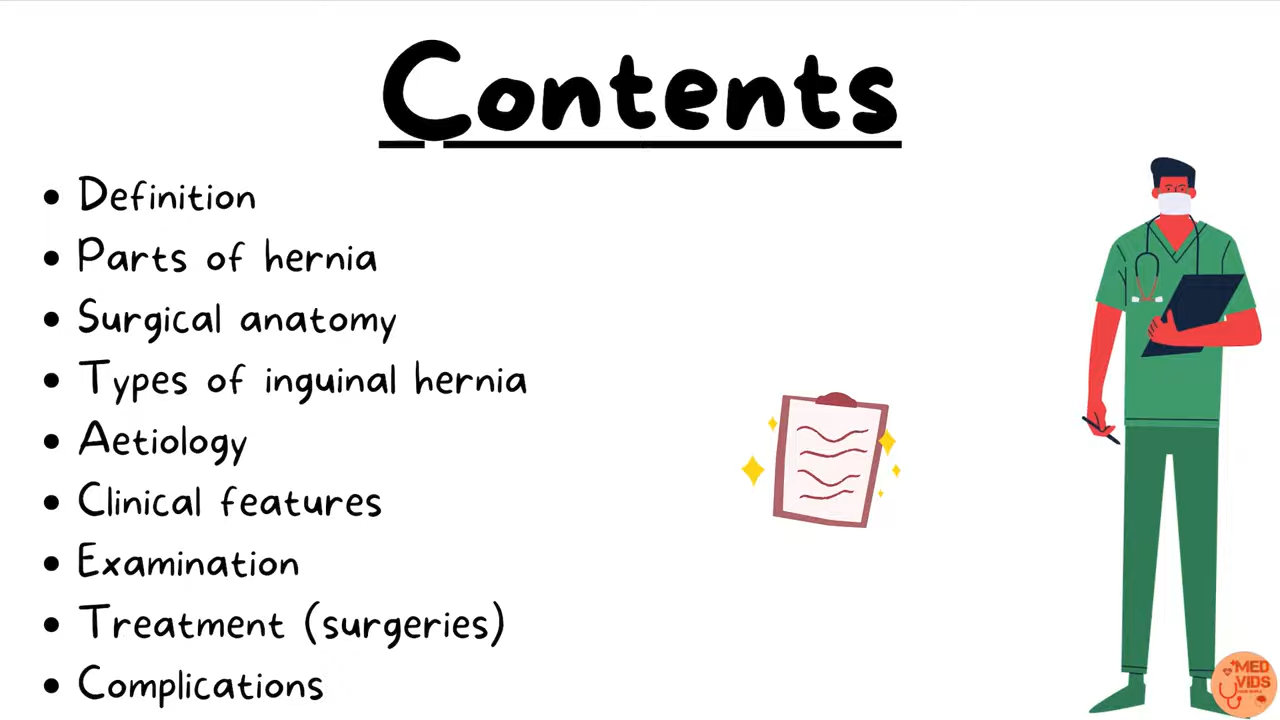 Contents
• Definition
• Parts of hernia
• Surgical anatomy
• Types of inguinal hernia
• Aetiology
• Clinical features
• Examination
• Treatment (surgeries)
• Complications
MED
VIDS